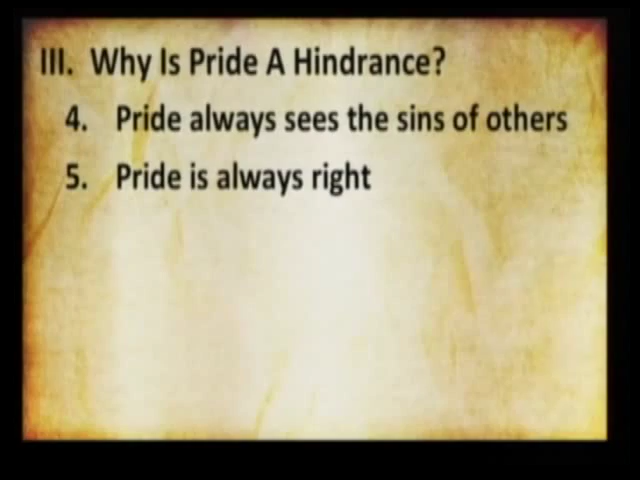 III. Why Is Pride A Hindrance?
4. Pride always sees the sins of others
5. Pride is always right